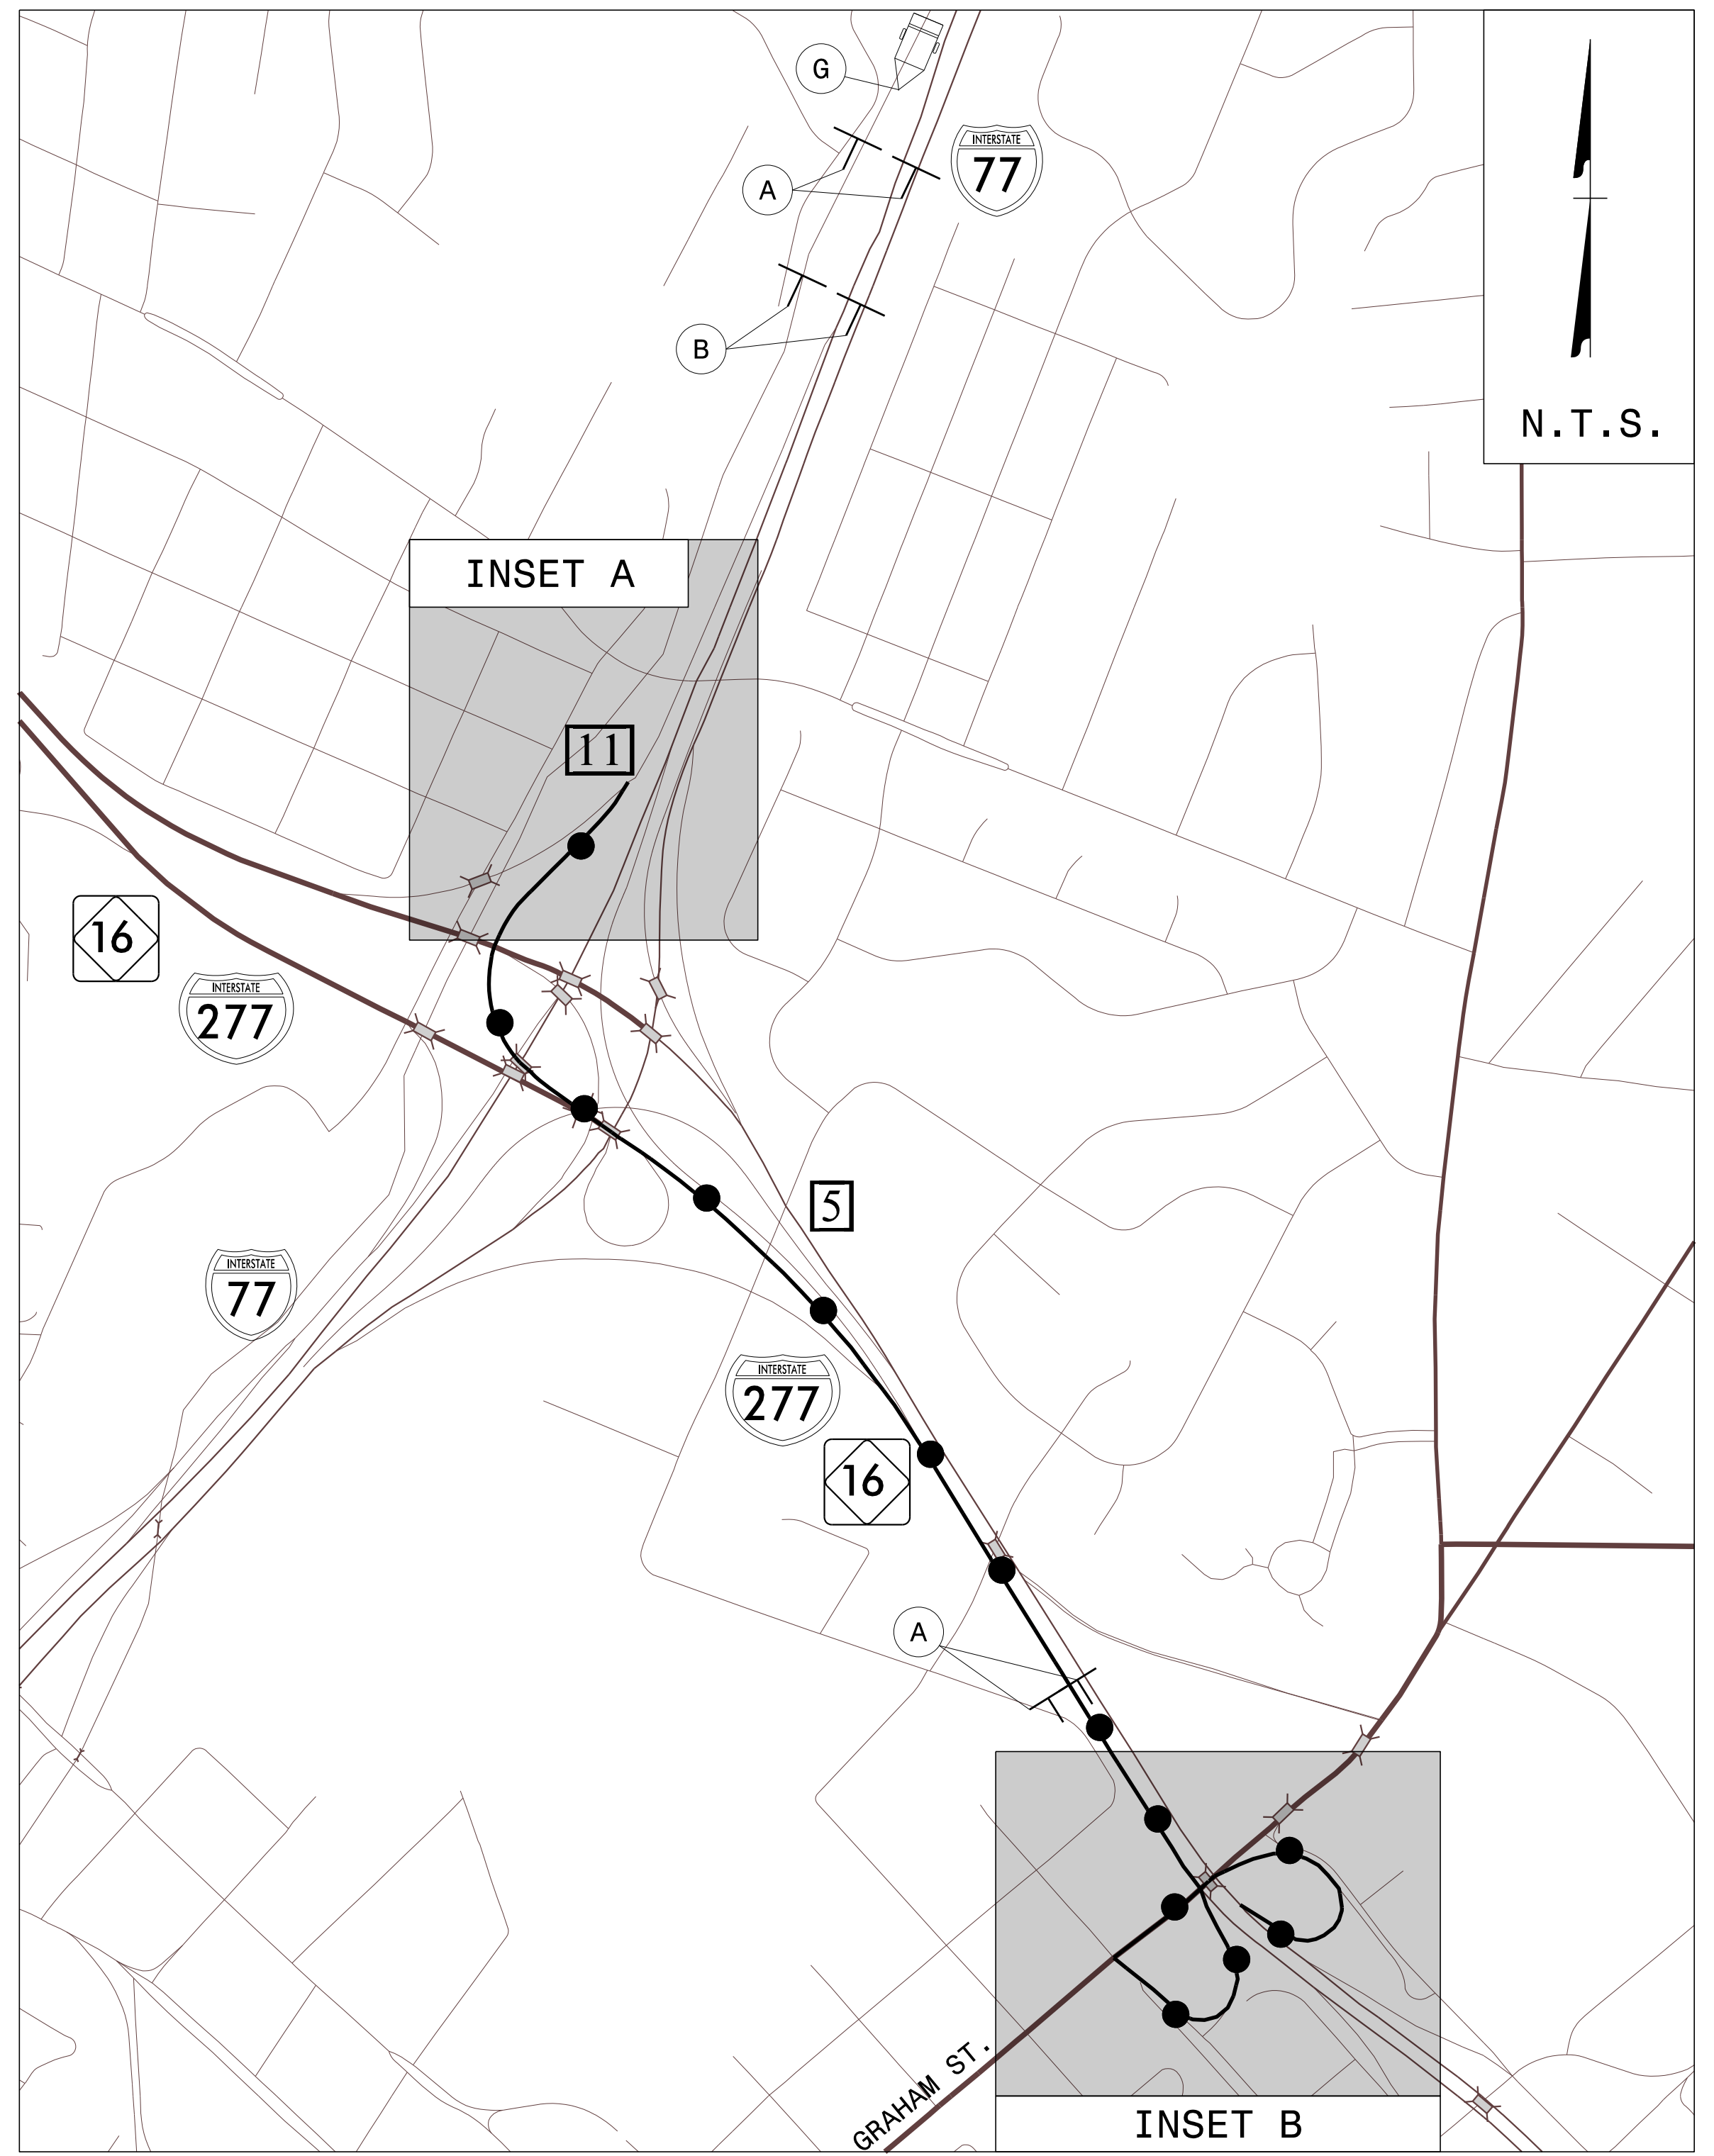 G
INTERSTATE
77
A
B
N.T.S.
INSET A
11
16
INTERSTATE
277
5
INTERSTATE
77
INTERSTATE
277
16
A
GRAHAM ST.
INSET B